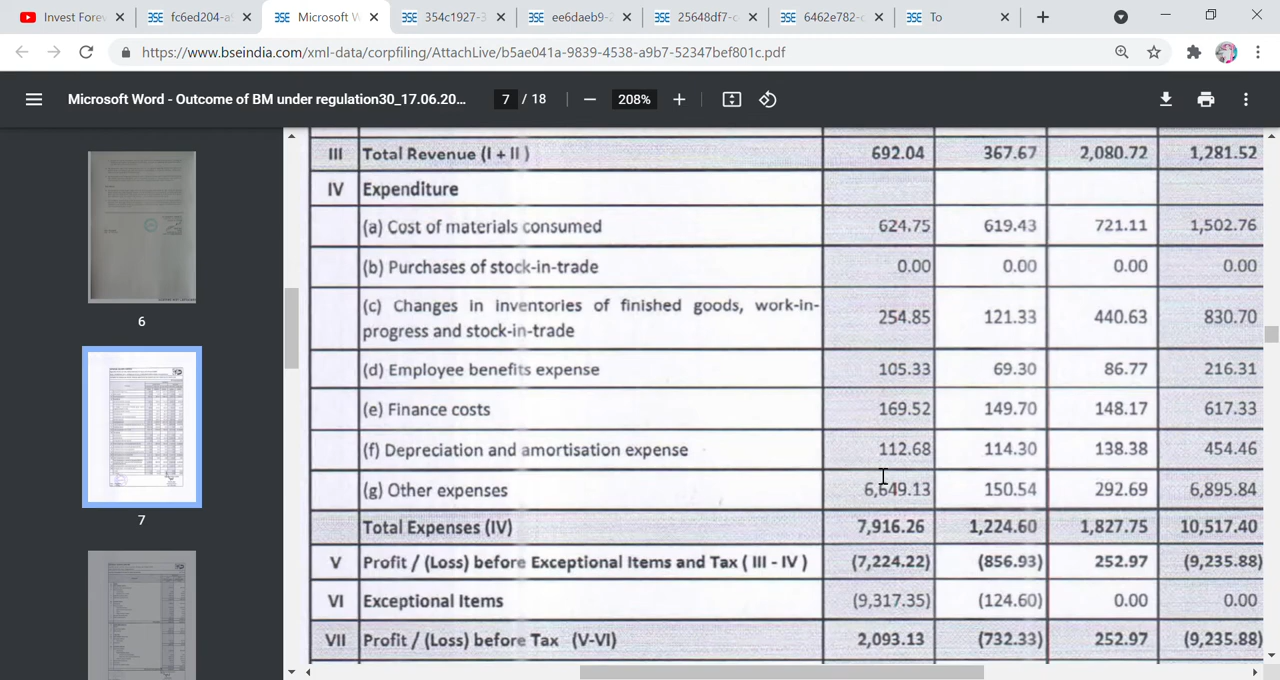 Invest Fore
fc6ed204-a
Microsoft W
354c1927-3
ee6daeb9-2
25648df7-c
6462e782-c
To
https://www.bseindia.com/xml-data/corpfiling/AttachLive/b5ae041a-9839-4538-a9b7-52347bef801c.pdf
Microsoft Word - Outcome of BM under regulation30_17.06.20... 7 / 18 208%
6
7
III Total Revenue (I + II ) 692.04 367.67 2,080.72 1,281.52
IV Expenditure
(a) Cost of materials consumed 624.75 619.43 721.11 1,502.76
(b) Purchases of stock-in-trade 0.00 0.00 0.00 0.00
(c) Changes in inventories of finished goods, work-in-
progress and stock-in-trade 254.85 121.33 440.63 830.70
(d) Employee benefits expense 105.33 69.30 86.77 216.31
(e) Finance costs 169.52 149.70 148.17 617.33
(f) Depreciation and amortisation expense 112.68 114.30 138.38 454.46
(g) Other expenses 6,649.13 150.54 292.69 6,895.84
Total Expenses (IV) 7,916.26 1,224.60 1,827.75 10,517.40
V Profit / (Loss) before Exceptional Items and Tax ( III - IV ) (7,224.22) (856.93) 252.97 (9,235.88)
VI Exceptional Items (9,317.35) (124.60) 0.00 0.00
VII Profit / (Loss) before Tax (V-VI) 2,093.13 (732.33) 252.97 (9,235.88)